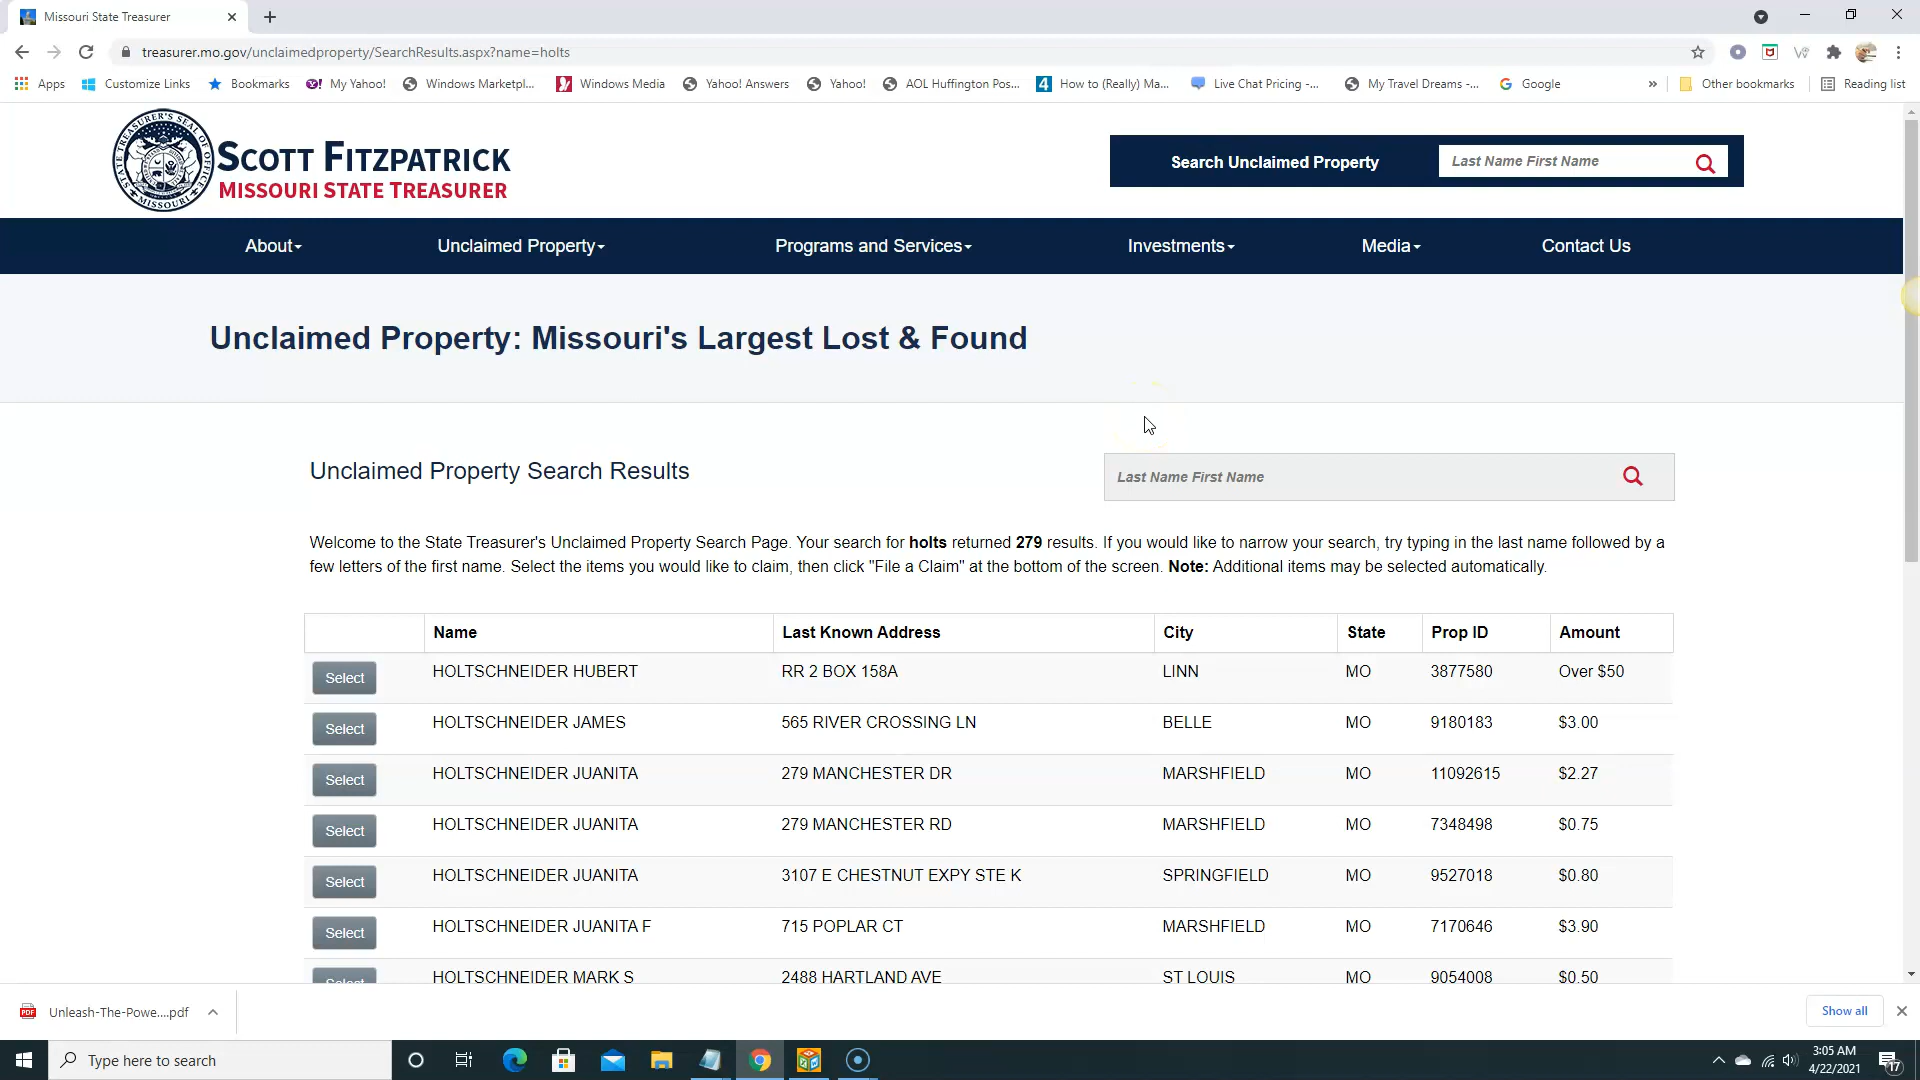 Missouri State Treasurer
treasurer.mo.gov/unclaimedproperty/SearchResults.aspx?name=holts
Apps Customize Links Bookmarks My Yahoo! Windows Marketpl... Windows Media Yahoo! Answers Yahoo! AOL Huffington Pos... How to (Really) Ma... Live Chat Pricing -... My Travel Dreams -... Google » Other bookmarks Reading list
SCOTT FITZPATRICK
MISSOURI STATE TREASURER
Search Unclaimed Property Last Name First Name
About Unclaimed Property Programs and Services Investments Media Contact Us
Unclaimed Property: Missouri's Largest Lost & Found
Unclaimed Property Search Results Last Name First Name
Welcome to the State Treasurer's Unclaimed Property Search Page. Your search for holts returned 279 results. If you would like to narrow your search, try typing in the last name followed by a
few letters of the first name. Select the items you would like to claim, then click "File a Claim" at the bottom of the screen. Note: Additional items may be selected automatically.
Name Last Known Address City State Prop ID Amount
Select HOLTSCHNEIDER HUBERT RR 2 BOX 158A LINN MO 3877580 Over $50
Select HOLTSCHNEIDER JAMES 565 RIVER CROSSING LN BELLE MO 9180183 $3.00
Select HOLTSCHNEIDER JUANITA 279 MANCHESTER DR MARSHFIELD MO 11092615 $2.27
Select HOLTSCHNEIDER JUANITA 279 MANCHESTER RD MARSHFIELD MO 7348498 $0.75
Select HOLTSCHNEIDER JUANITA 3107 E CHESTNUT EXPY STE K SPRINGFIELD MO 9527018 $0.80
Select HOLTSCHNEIDER JUANITA F 715 POPLAR CT MARSHFIELD MO 7170646 $3.90
Select HOLTSCHNEIDER MARK S 2488 HARTLAND AVE ST LOUIS MO 9054008 $0.50
Unleash-The-Powe....pdf Show all
Type here to search
3:05 AM
4/22/2021
17